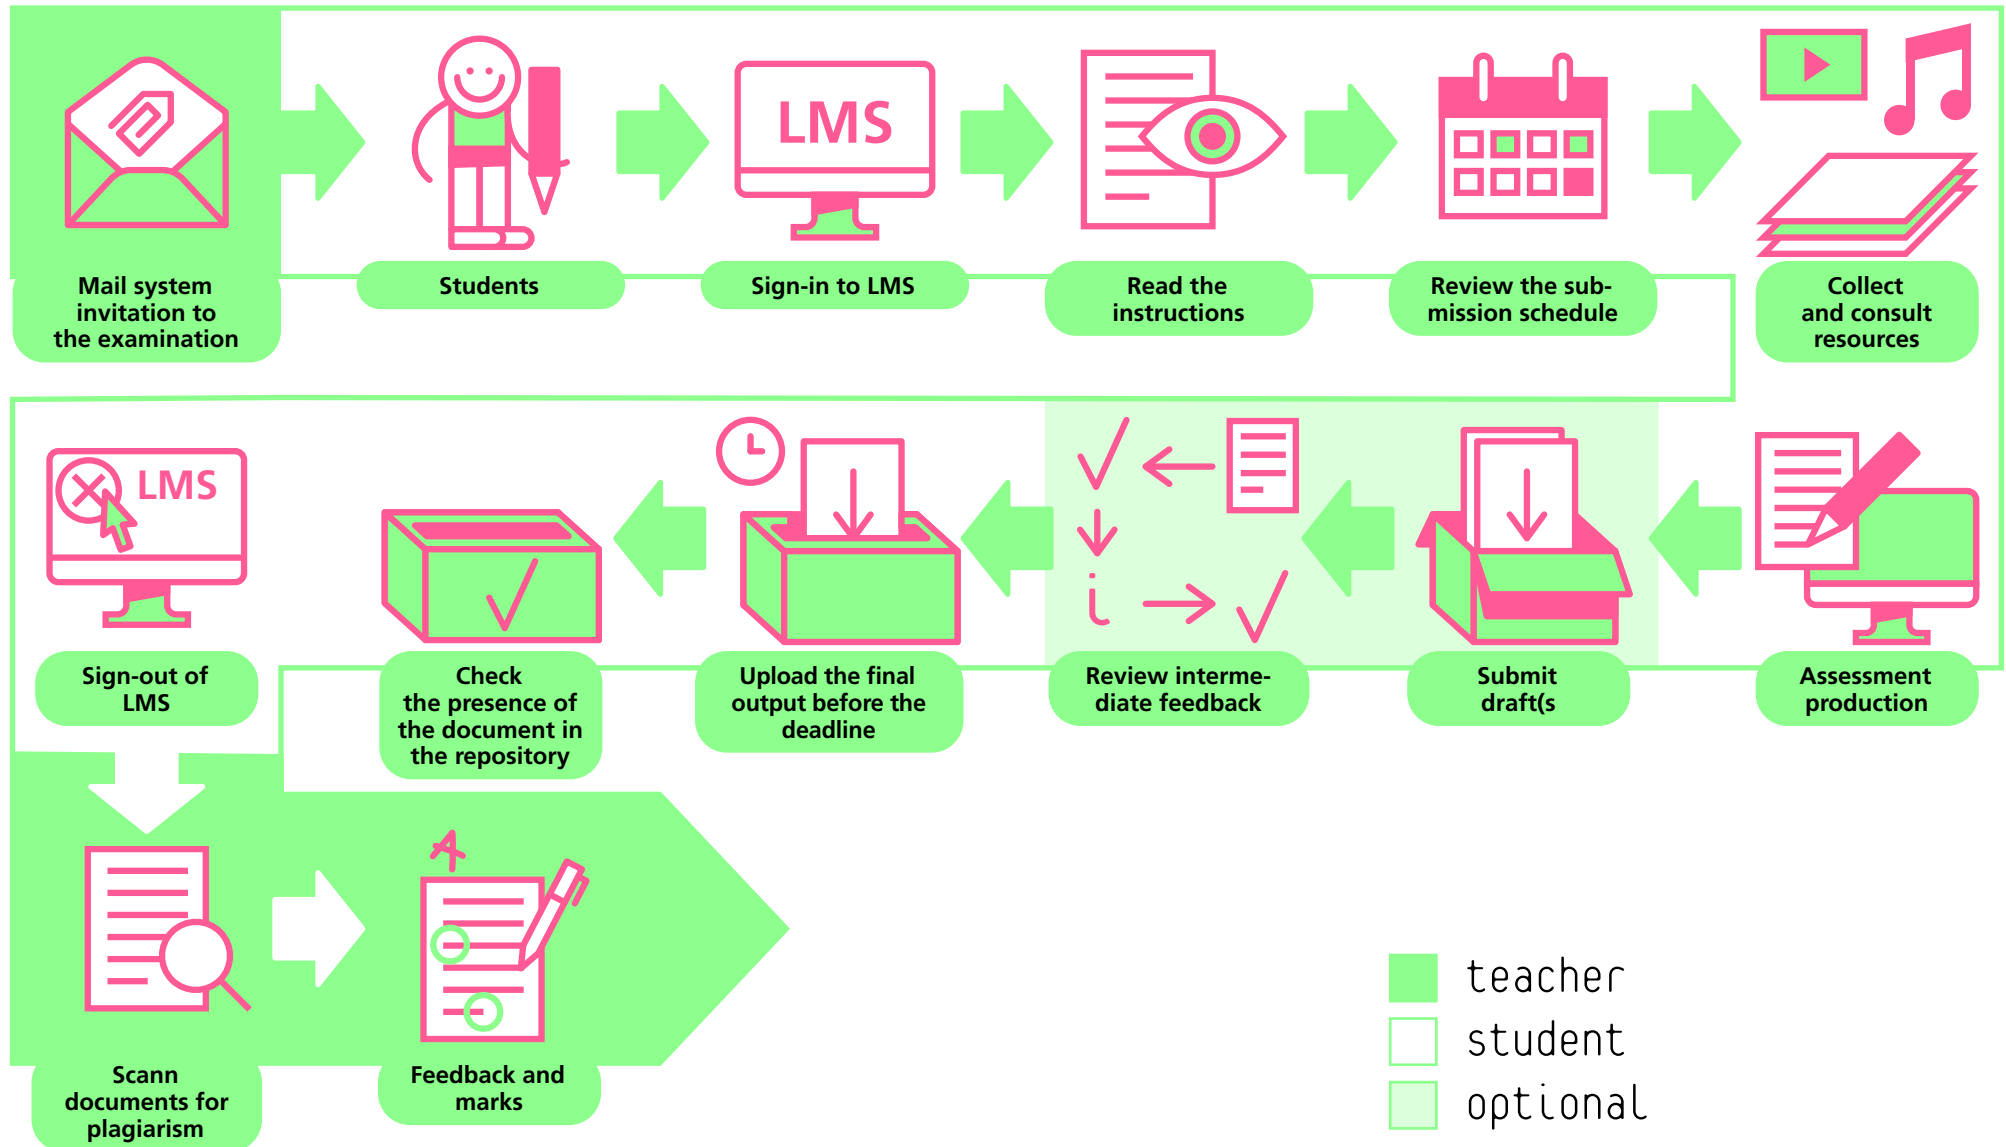 LMS
Mail system
invitation to
the examination
Students
Sign-in to LMS
Read the
instructions
Review the sub-
mission schedule
Collect
and consult
resources
LMS
Sign-out of
LMS
Check
the presence of
the document in
the repository
Upload the final
output before the
deadline
i
Review interme-
diate feedback
Submit
draft(s
Assessment
production
A
Scann
documents for
plagiarism
Feedback and
marks
teacher
student
optional